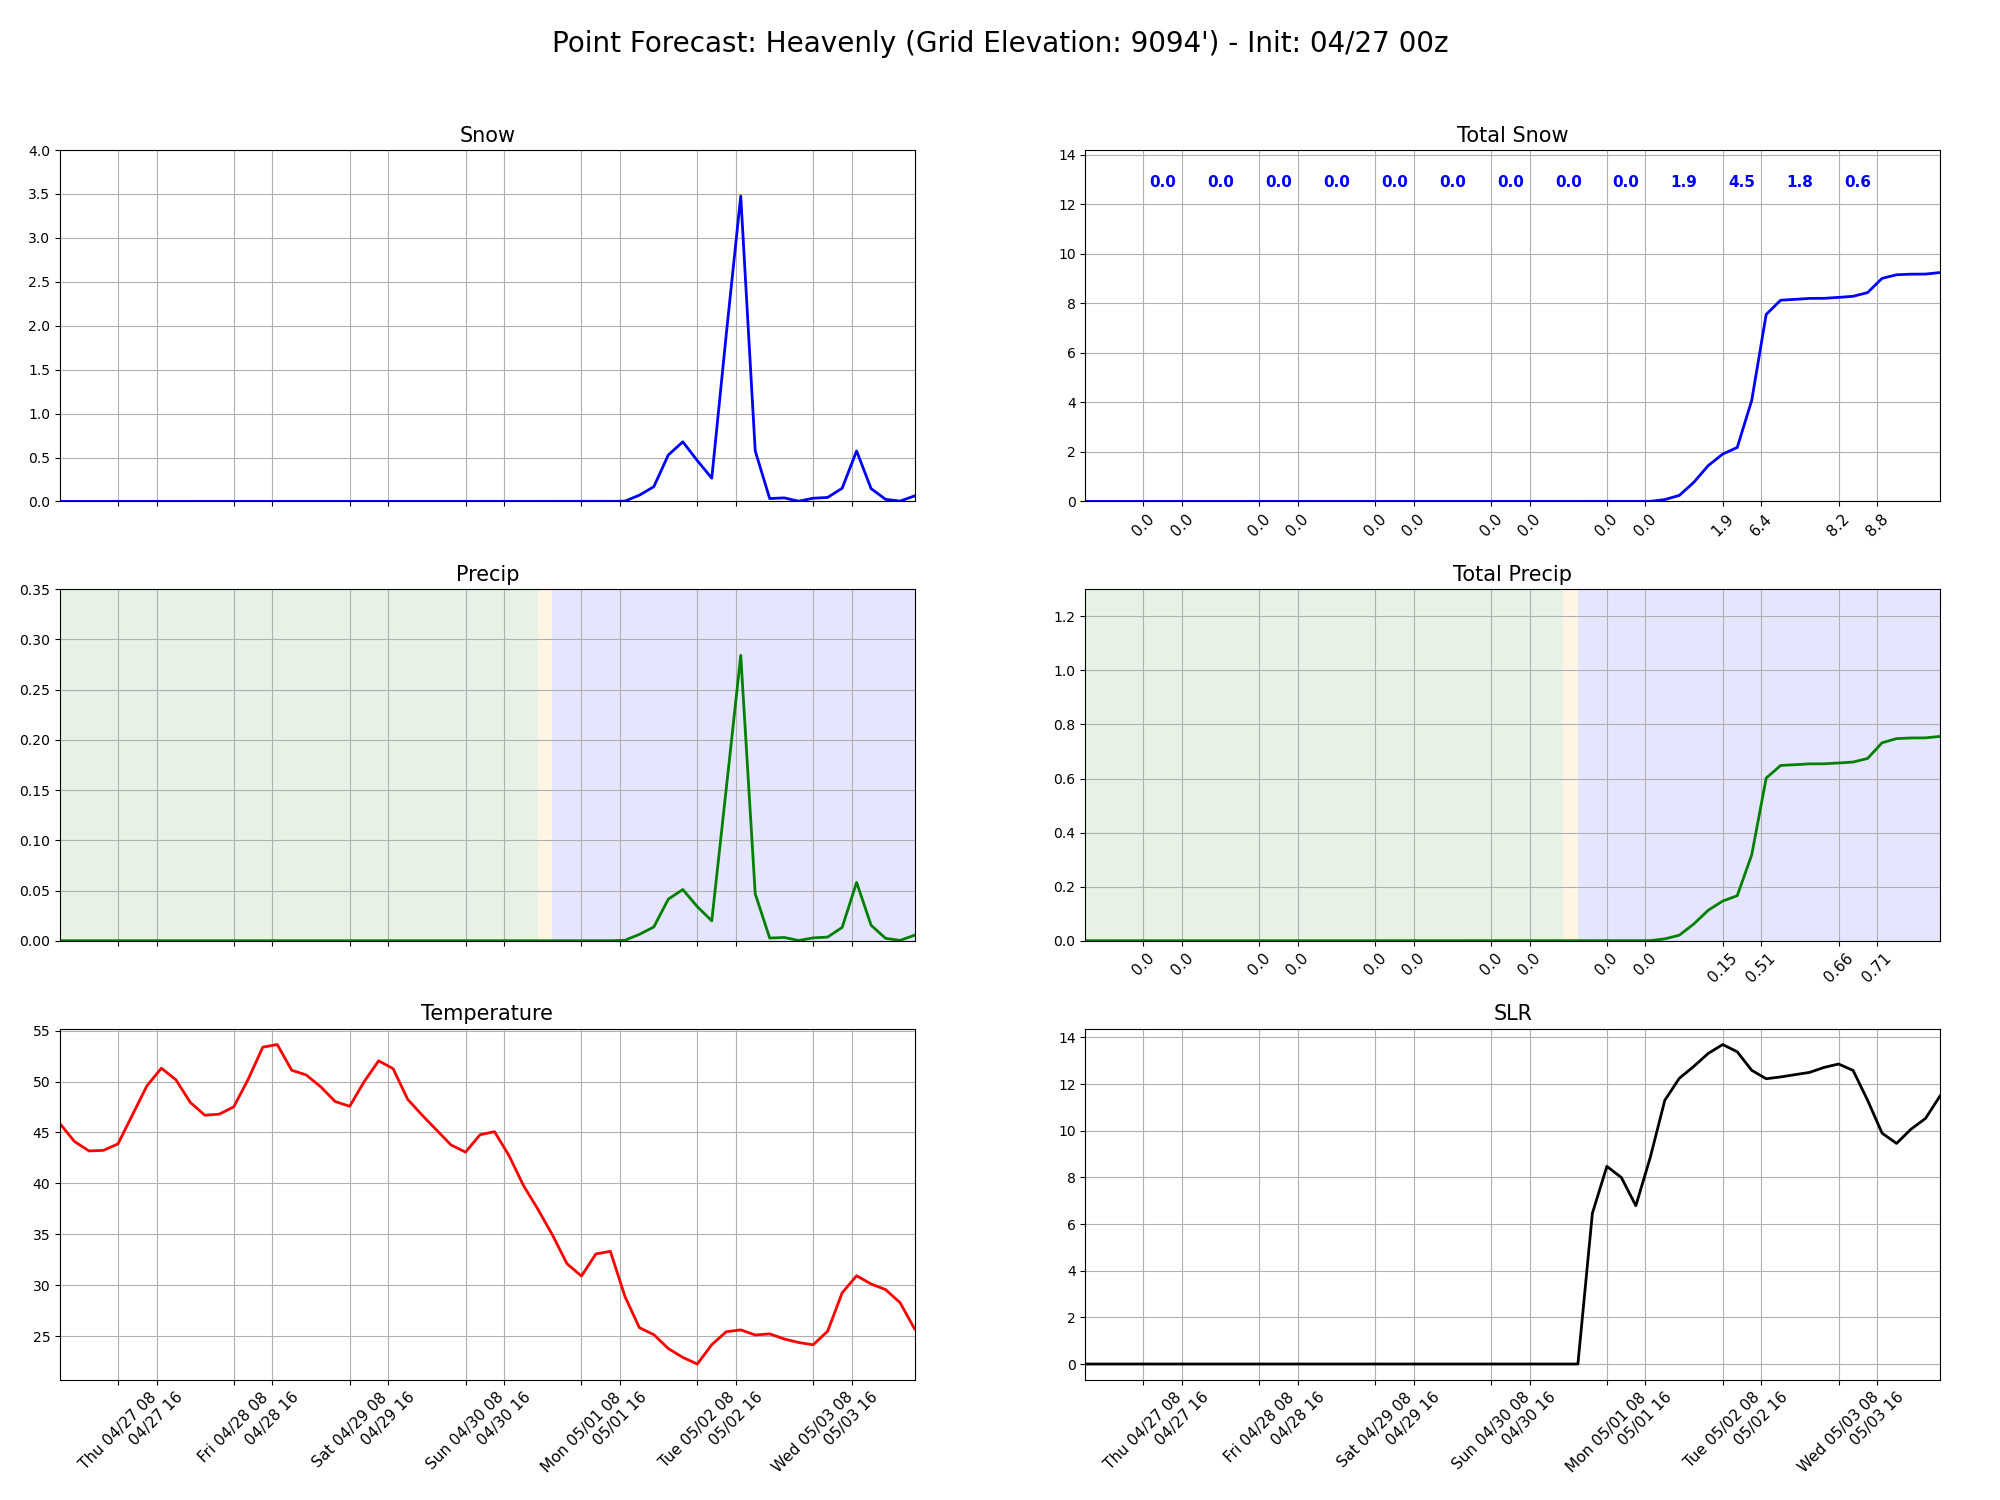 Point Forecast: Heavenly (Grid Elevation: 9094') - Init: 04/27 00z
Snow
4.0
3.5
3.0
2.5
2.0
1.5
1.0
0.5
0.0
Total Snow
14
12
10
8
6
4
2
0
0.0 0.0 0.0 0.0 0.0 0.0 0.0 0.0 0.0 1.9 4.5 1.8 0.6
0.0 0.0 0.0 0.0 0.0 0.0 0.0 0.0 0.0 0.0 1.9 6.4 8.2 8.8
Precip
0.35
0.30
0.25
0.20
0.15
0.10
0.05
0.00
Total Precip
1.2
1.0
0.8
0.6
0.4
0.2
0.0
0.0 0.0 0.0 0.0 0.0 0.0 0.0 0.0 0.0 0.0 0.15 0.51 0.66 0.71
Temperature
55
50
45
40
35
30
25
Thu 04/27 08
04/27 16
Fri 04/28 08
04/28 16
Sat 04/29 08
04/29 16
Sun 04/30 08
04/30 16
Mon 05/01 08
05/01 16
Tue 05/02 08
05/02 16
Wed 05/03 08
05/03 16
SLR
14
12
10
8
6
4
2
0
Thu 04/27 08
04/27 16
Fri 04/28 08
04/28 16
Sat 04/29 08
04/29 16
Sun 04/30 08
04/30 16
Mon 05/01 08
05/01 16
Tue 05/02 08
05/02 16
Wed 05/03 08
05/03 16